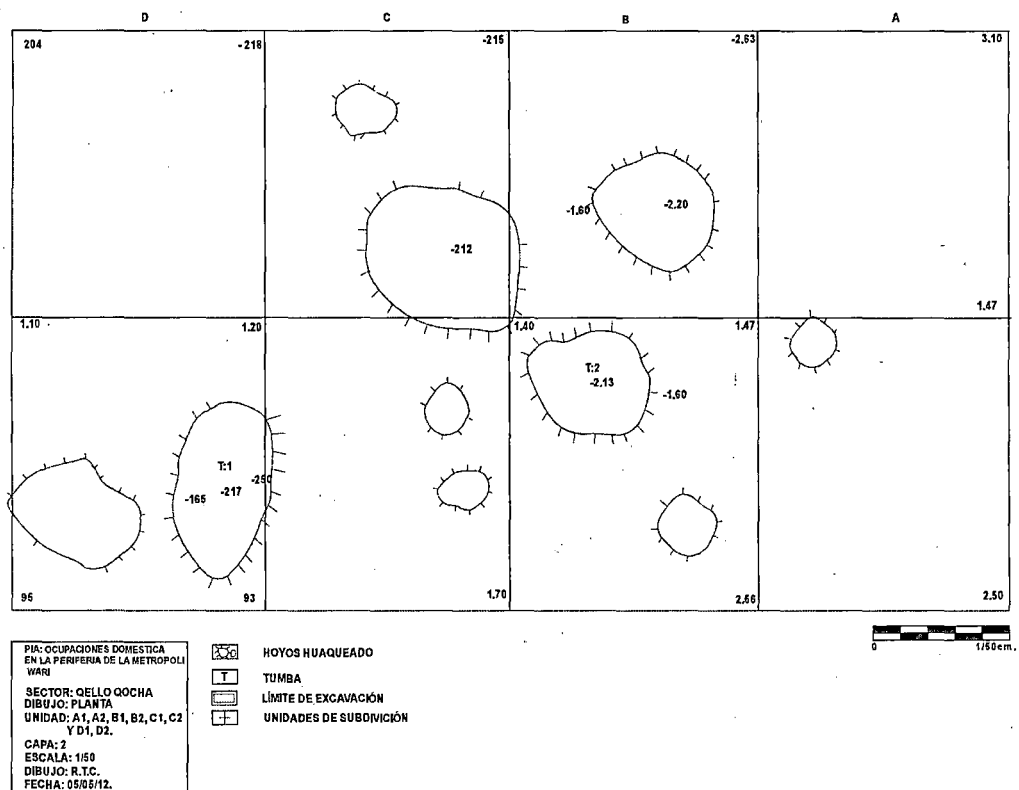 D C B A
204 -218 -215 -2.63 3.10
-1.60 -2.20
-212
1.10 1.20 1.40 1.47 1.47
T:2
-2.13 -1.60
T:1
-165 -217 -250
95 93 1.70 2.56 2.50
0 1/50cm.
PIA: OCUPACIONES DOMESTICA
EN LA PERIFERIA DE LA METROPOLI
WARI
SECTOR: QELLO QOCHA
DIBUJO: PLANTA
UNIDAD: A1, A2, B1, B2, C1, C2
Y D1, D2.
CAPA: 2
ESCALA: 1/50
DIBUJO: R.T.C.
FECHA: 05/05/12.
HOYOS HUAQUEADO
T TUMBA
LÍMITE DE EXCAVACIÓN
UNIDADES DE SUBDIVICIÓN